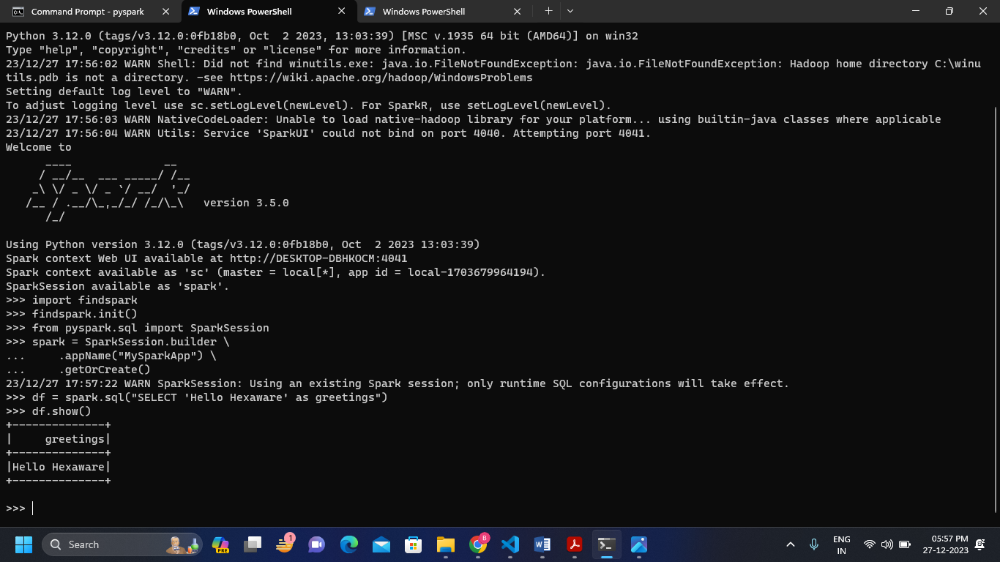 Command Prompt - pyspark
Windows PowerShell
Windows PowerShell
Python 3.12.0 (tags/v3.12.0:0fb18b0, Oct  2 2023, 13:03:39) [MSC v.1935 64 bit (AMD64)] on win32
Type "help", "copyright", "credits" or "license" for more information.
23/12/27 17:56:02 WARN Shell: Did not find winutils.exe: java.io.FileNotFoundException: java.io.FileNotFoundException: Hadoop home directory C:\winu
tils.pdb is not a directory. -see https://wiki.apache.org/hadoop/WindowsProblems
Setting default log level to "WARN".
To adjust logging level use sc.setLogLevel(newLevel). For SparkR, use setLogLevel(newLevel).
23/12/27 17:56:03 WARN NativeCodeLoader: Unable to load native-hadoop library for your platform... using builtin-java classes where applicable
23/12/27 17:56:04 WARN Utils: Service 'SparkUI' could not bind on port 4040. Attempting port 4041.
Welcome to
      ____              __
     / __/__  ___ _____/ /__
    _\ \/ _ \/ _ `/ __/  '_/
   /__ / .__/\_,_/_/ /_/\_\   version 3.5.0
      /_/
Using Python version 3.12.0 (tags/v3.12.0:0fb18b0, Oct  2 2023 13:03:39)
Spark context Web UI available at http://DESKTOP-DBHKOCM:4041
Spark context available as 'sc' (master = local[*], app id = local-1703679964194).
SparkSession available as 'spark'.
>>> import findspark
>>> findspark.init()
>>> from pyspark.sql import SparkSession
>>> spark = SparkSession.builder \
...     .appName("MySparkApp") \
...     .getOrCreate()
23/12/27 17:57:22 WARN SparkSession: Using an existing Spark session; only runtime SQL configurations will take effect.
>>> df = spark.sql("SELECT 'Hello Hexaware' as greetings")
>>> df.show()
+--------------+
|     greetings|
+--------------+
|Hello Hexaware|
+--------------+
>>>
Search
PRE
1
B
ENG
IN
05:57 PM
27-12-2023